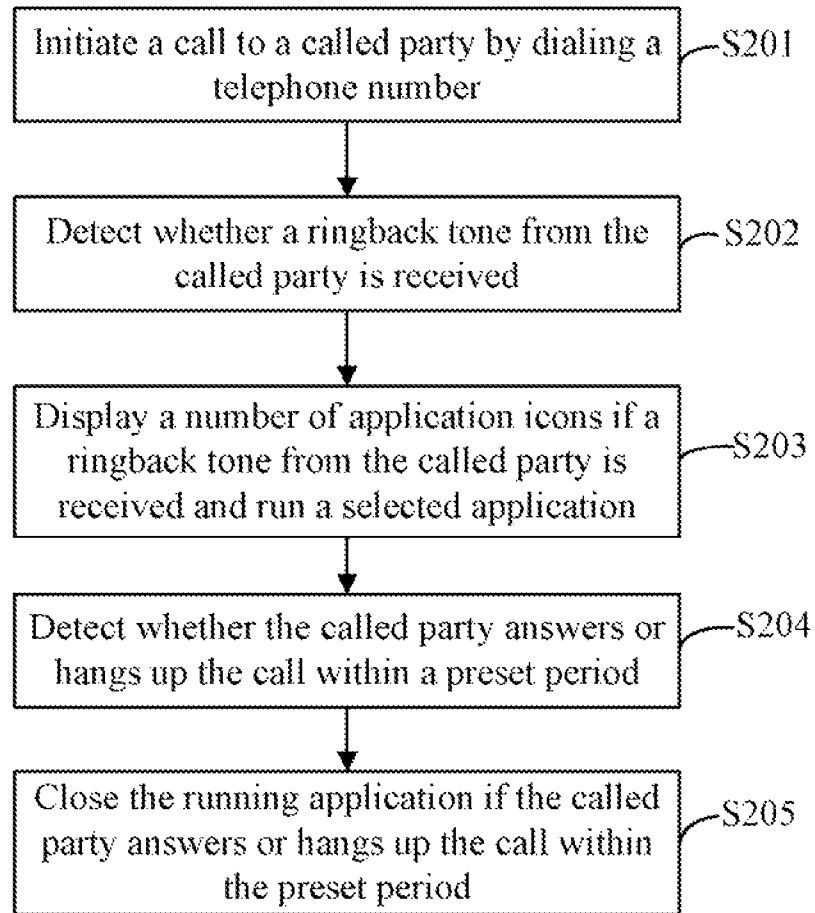 Initiate a call to a called party by dialing a
telephone number
S201
Detect whether a ringback tone from the
called party is received
S202
Display a number of application icons if a
ringback tone from the called party is
received and run a selected application
S203
Detect whether the called party answers or
hangs up the call within a preset period
S204
Close the running application if the called
party answers or hangs up the call within
the preset period
S205